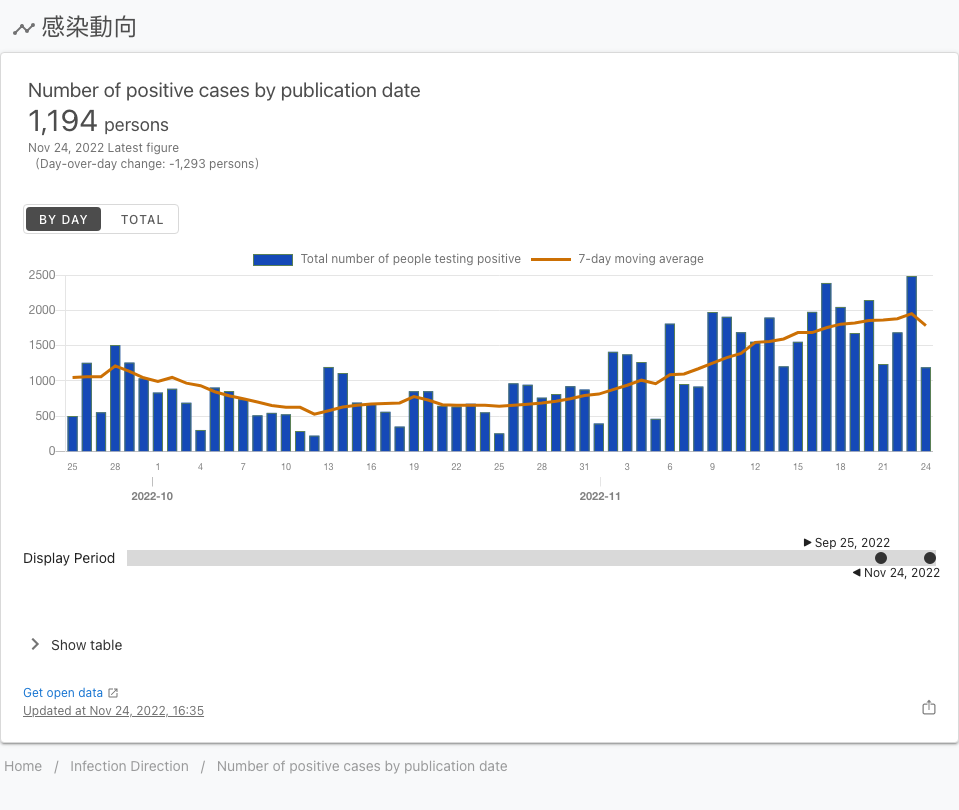 感染動向
Number of positive cases by publication date
1,194 persons
Nov 24, 2022 Latest figure
(Day-over-day change: -1,293 persons)
BY DAY TOTAL
Total number of people testing positive 7-day moving average
2500
2000
1500
1000
500
0
25 28 1 4 7 10 13 16 19 22 25 28 31 3 6 9 12 15 18 21 24
2022-10 2022-11
Sep 25, 2022
Display Period
Nov 24, 2022
Show table
Get open data
Updated at Nov 24, 2022, 16:35
Home / Infection Direction / Number of positive cases by publication date